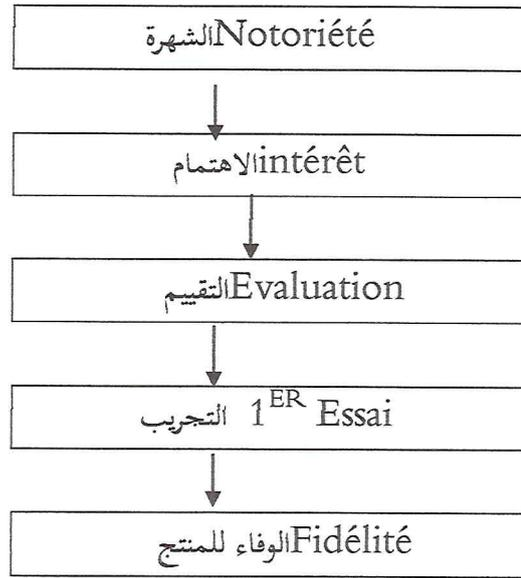 الشهرةNotoriété
الاهتمامintérêt
التقييمEvaluation
التجريب 1ER Essai
الوفاء للمنتجFidélité